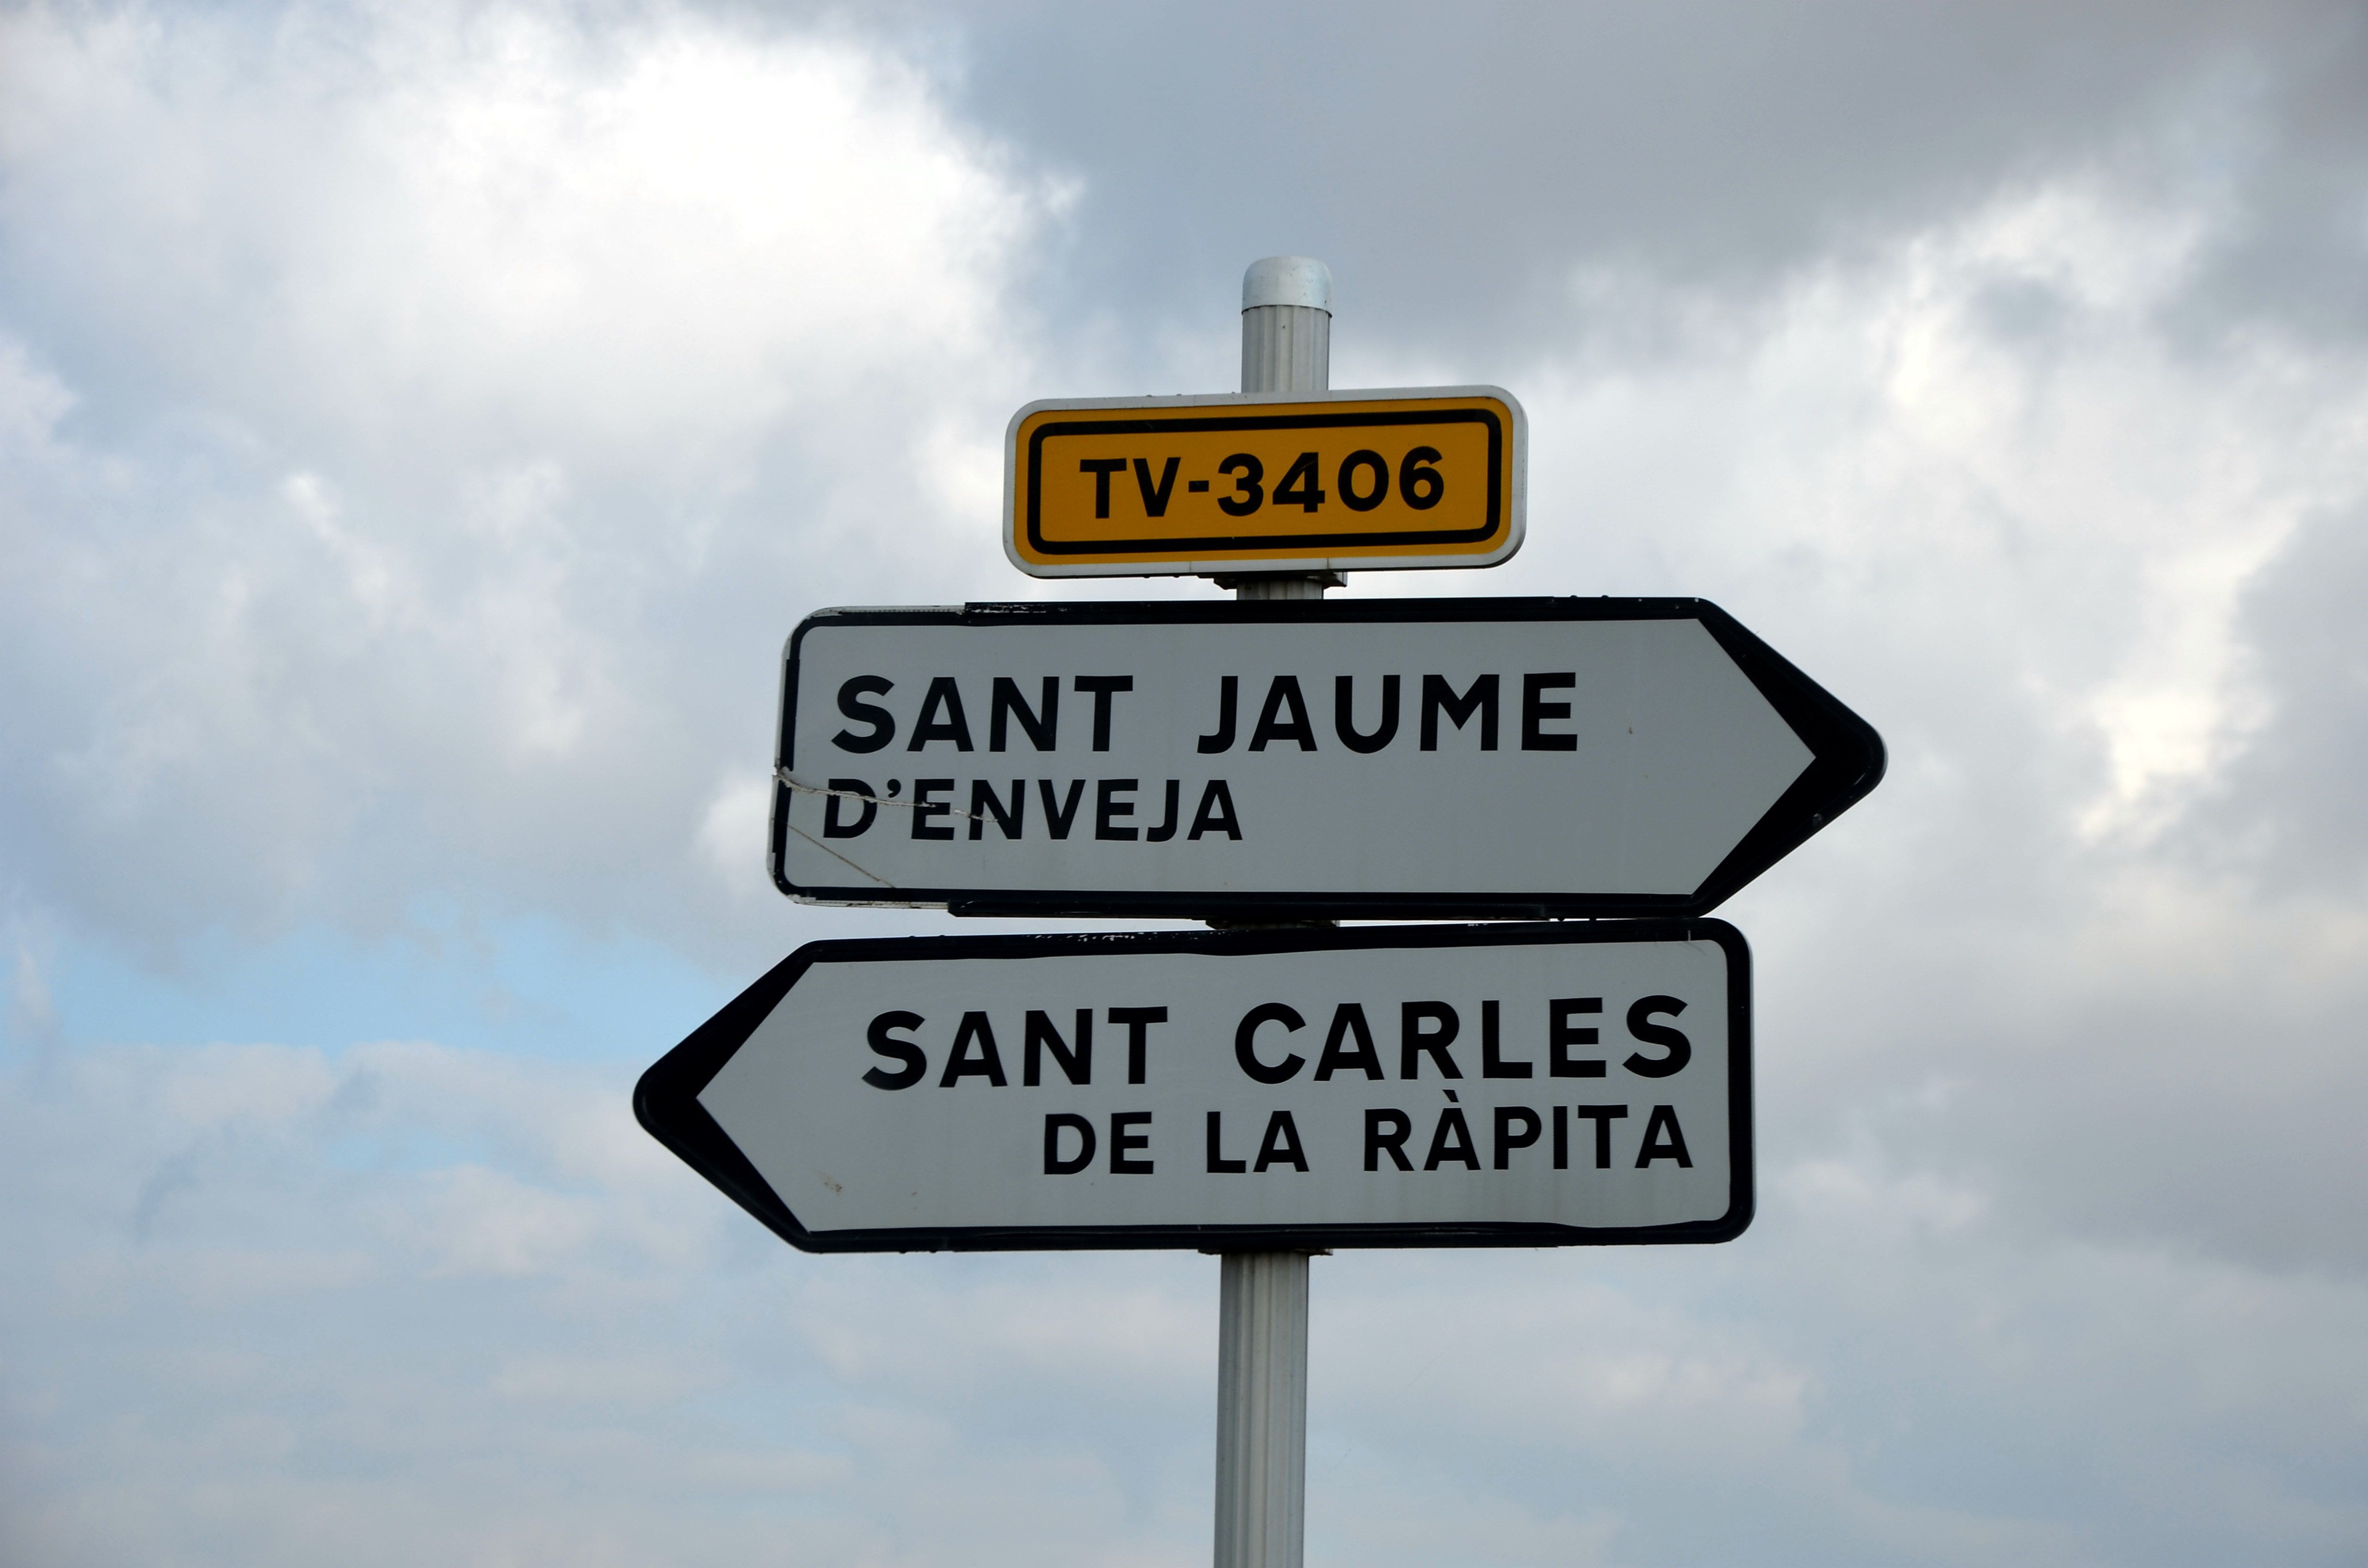 TV-3406
SANT JAUME
D'ENVEJA
SANT CARLES
DE LA RÀPITA